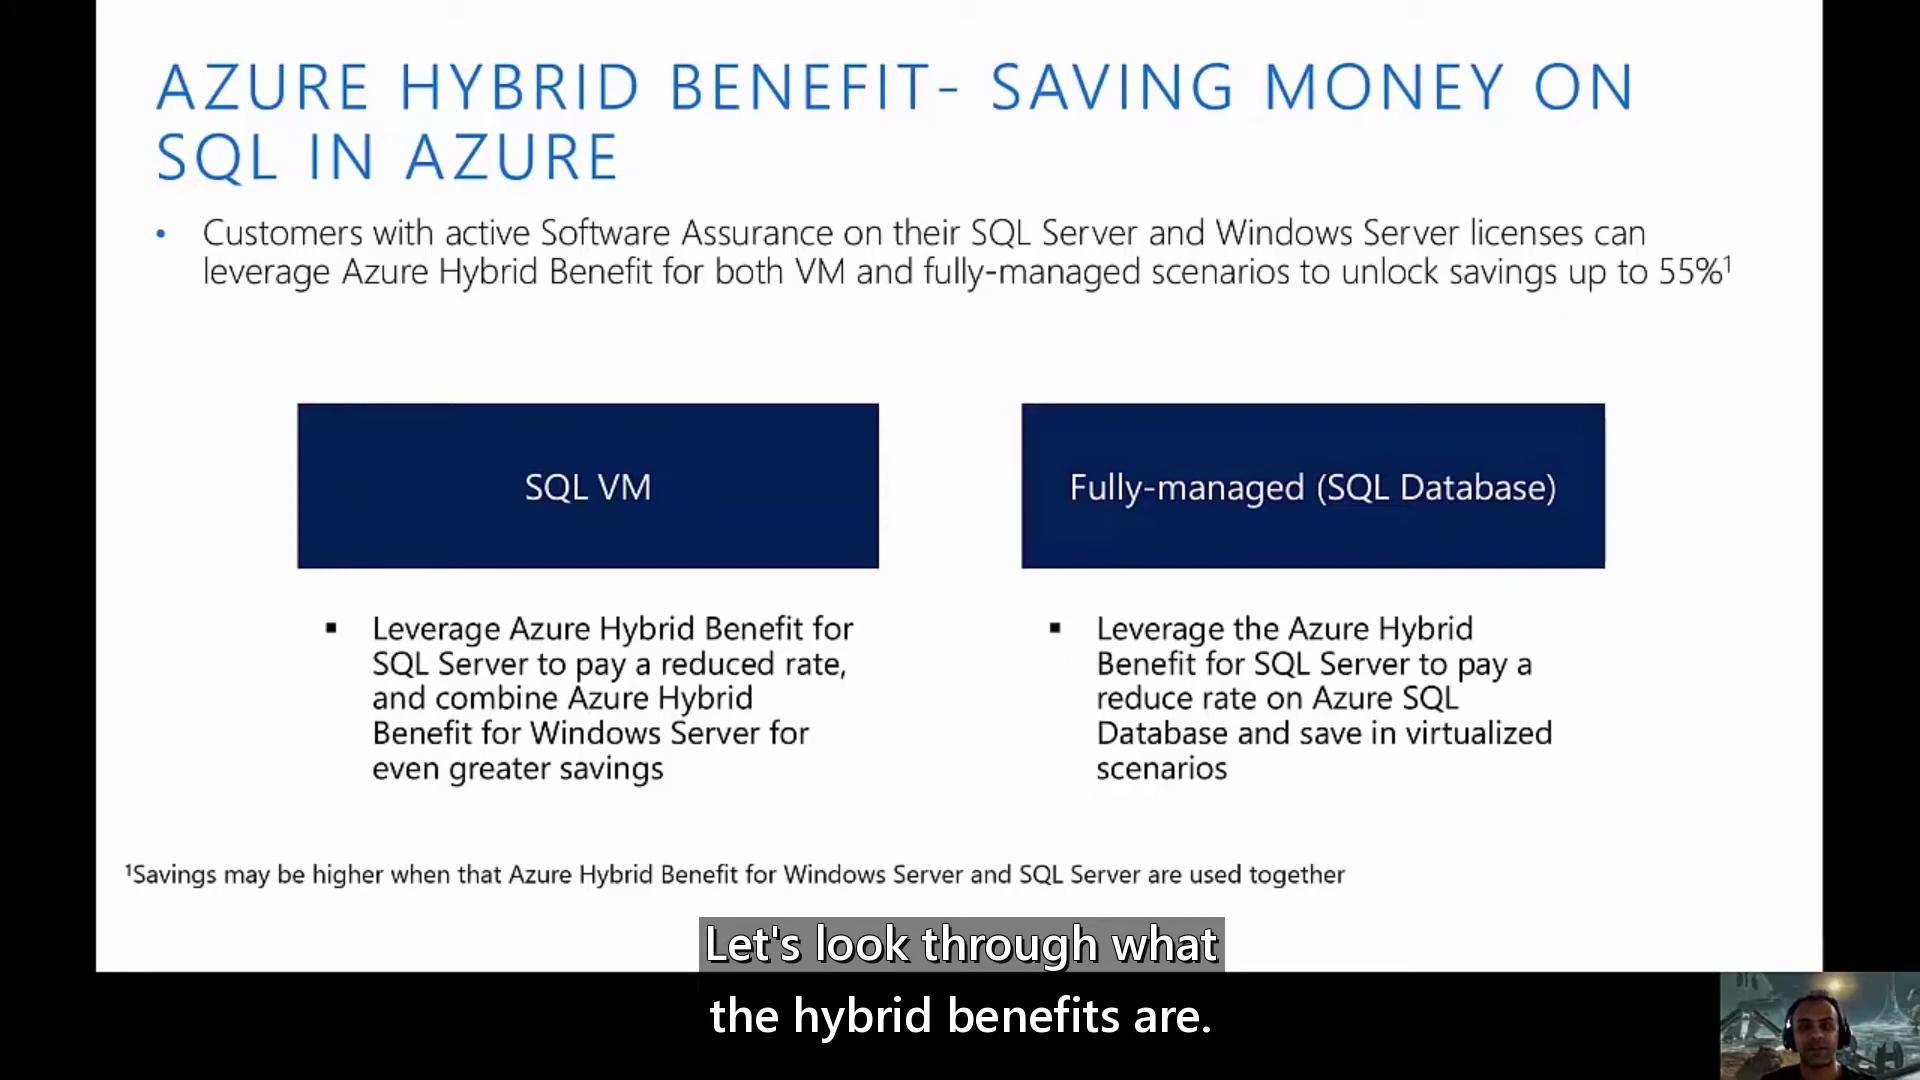 AZURE HYBRID BENEFIT- SAVING MONEY ON
SQL IN AZURE
• Customers with active Software Assurance on their SQL Server and Windows Server licenses can
leverage Azure Hybrid Benefit for both VM and fully-managed scenarios to unlock savings up to 55%¹
SQL VM
▪ Leverage Azure Hybrid Benefit for
SQL Server to pay a reduced rate,
and combine Azure Hybrid
Benefit for Windows Server for
even greater savings
Fully-managed (SQL Database)
▪ Leverage the Azure Hybrid
Benefit for SQL Server to pay a
reduce rate on Azure SQL
Database and save in virtualized
scenarios
¹Savings may be higher when that Azure Hybrid Benefit for Windows Server and SQL Server are used together
Let's look through what
the hybrid benefits are.